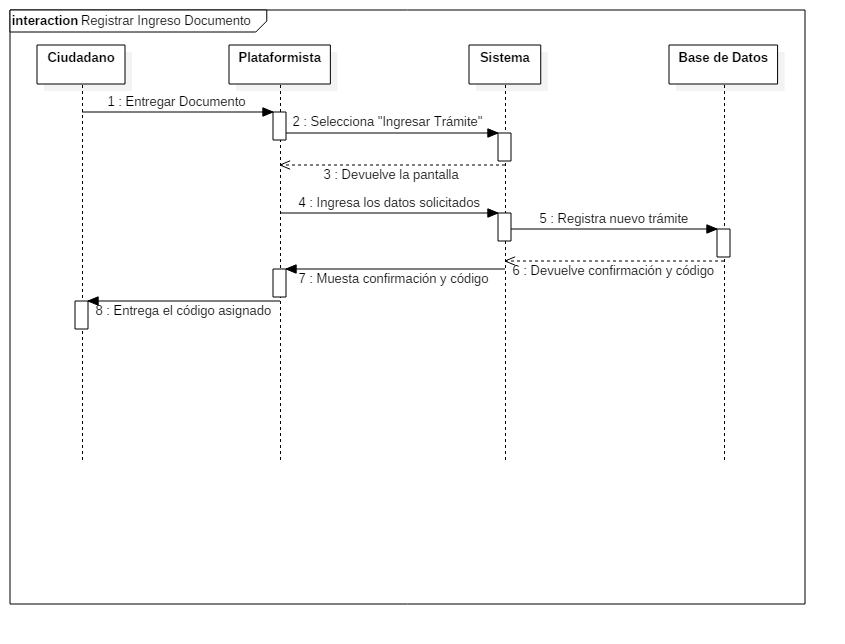 interaction Registrar Ingreso Documento
Ciudadano
Plataformista
Sistema
Base de Datos
1 : Entregar Documento
2 : Selecciona "Ingresar Trámite"
3 : Devuelve la pantalla
4 : Ingresa los datos solicitados
5 : Registra nuevo trámite
6 : Devuelve confirmación y código
7 : Muesta confirmación y código
8 : Entrega el código asignado